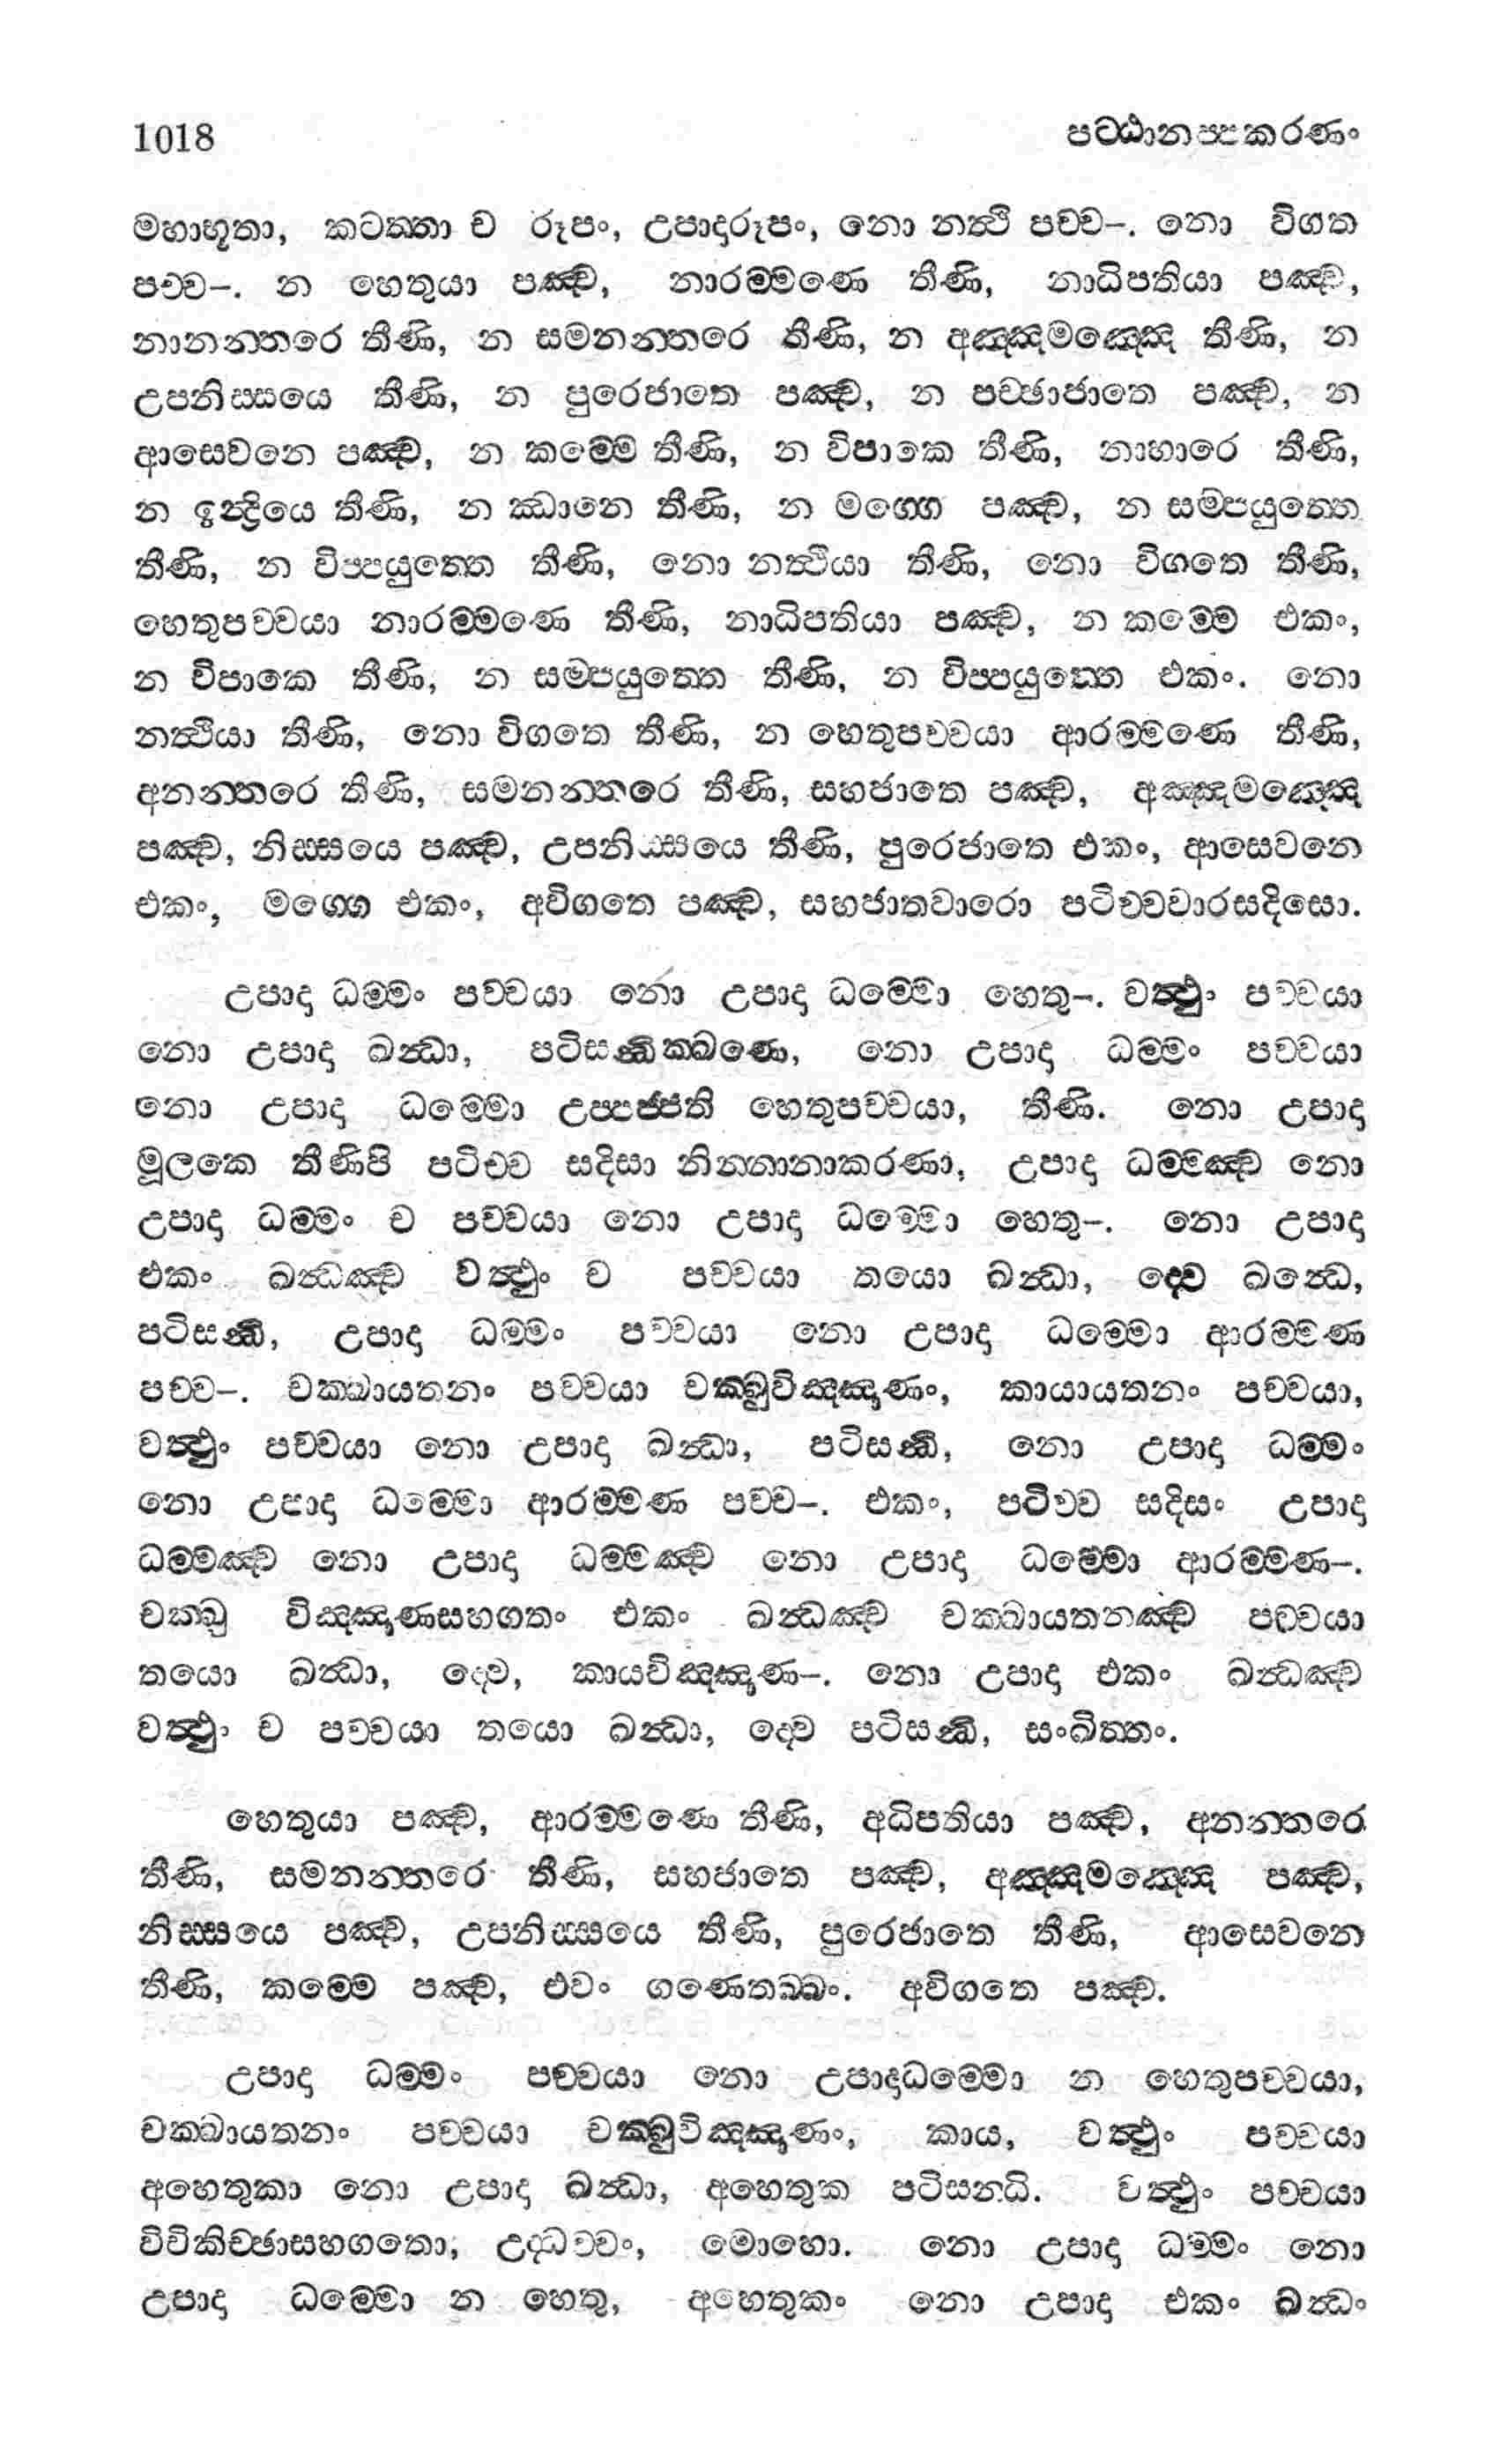 1018 පට්ඨානප්පකරණං
මහාභූතා, කටත්තා ච රූපං, උපාදාරූපං, නො නත්ථි පච්ච–. නො විගත
පච්ච–. න හෙතුයා පඤ්ච, නාරම්මණෙ තීණි, නාධිපතියා පඤ්ච,
නානන්තරෙ තීණි, න සමනන්තරෙ තීණි, න අඤ්ඤමඤ්ඤෙ තීණි, න
උපනිස්සයෙ තීණි, න පුරෙජාතෙ පඤ්ච, න පච්ඡාජාතෙ පඤ්ච, න
ආසෙවනෙ පඤ්ච, න කම්මෙ තීණි, න විපාකෙ තීණි, නාහාරෙ තීණි,
න ඉන්ද්‍රියෙ තීණි, න ඣානෙ තීණි, න මග්ගෙ පඤ්ච, න සම්පයුත්තෙ
තීණි, න විප්පයුත්තෙ තීණි, නො නත්ථියා තීණි, නො විගතෙ තීණි,
හෙතුපච්චයා නාරම්මණෙ තීණි, නාධිපතියා පඤ්ච, න කම්මෙ එකං,
න විපාකෙ තීණි, න සම්පයුත්තෙ තීණි, න විප්පයුත්තෙ එකං. නො
නත්ථියා තීණි, නො විගතෙ තීණි, න හෙතුපච්චයා ආරම්මණෙ තීණි,
අනන්තරෙ තීණි, සමනන්තරෙ තීණි, සහජාතෙ පඤ්ච, අඤ්ඤමඤ්ඤෙ
පඤ්ච, නිස්සයෙ පඤ්ච, උපනිස්සයෙ තීණි, පුරෙජාතෙ එකං, ආසෙවනෙ
එකං, මග්ගෙ එකං, අවිගතෙ පඤ්ච, සහජාතවාරො පටිච්චවාරසදිසො.
උපාදා ධම්මං පච්චයා නො උපාදා ධම්මො හෙතු–. වත්ථුං පච්චයා
නො උපාදා ඛන්ධා, පටිසන්ධික්ඛණෙ, නො උපාදා ධම්මං පච්චයා
නො උපාදා ධම්මො උප්පජ්ජති හෙතුපච්චයා, තීණි. නො උපාදා
මූලකෙ තීණිපි පටිච්ච සදිසා නින්නානාකරණා, උපාදා ධම්මඤ්ච නො
උපාදා ධම්මං ච පච්චයා නො උපාදා ධම්මො හෙතු–. නො උපාදා
එකං ඛන්ධඤ්ච වත්ථුං ච පච්චයා තයො ඛන්ධා, ද්වෙ ඛන්ධෙ,
පටිසන්ධි, උපාදා ධම්මං පච්චයා නො උපාදා ධම්මො ආරම්මණ
පච්ච–. චක්ඛායතනං පච්චයා චක්ඛුවිඤ්ඤාණං, කායායතනං පච්චයා,
වත්ථුං පච්චයා නො උපාදා ඛන්ධා, පටිසන්ධි, නො උපාදා ධම්මං
නො උපාදා ධම්මො ආරම්මණ පච්ච–. එකං, පටිච්ච සදිසං උපාදා
ධම්මඤ්ච නො උපාදා ධම්මඤ්ච නො උපාදා ධම්මො ආරම්මණ–.
චක්ඛු විඤ්ඤාණසහගතං එකං ඛන්ධඤ්ච චක්ඛායතනඤ්ච පච්චයා
තයො ඛන්ධා, ද්වෙ, කායවිඤ්ඤාණ–. නො උපාදා එකං ඛන්ධඤ්ච
වත්ථුං ච පච්චයා තයො ඛන්ධා, ද්වෙ පටිසන්ධි, සංඛිත්තං.
හෙතුයා පඤ්ච, ආරම්මණෙ තීණි, අධිපතියා පඤ්ච, අනන්තරෙ
තීණි, සමනන්තරෙ තීණි, සහජාතෙ පඤ්ච, අඤ්ඤමඤ්ඤෙ පඤ්ච,
නිස්සයෙ පඤ්ච, උපනිස්සයෙ තීණි, පුරෙජාතෙ තීණි, ආසෙවනෙ
තීණි, කම්මෙ පඤ්ච, එවං ගණෙතබ්බං. අවිගතෙ පඤ්ච.
උපාදා ධම්මං පච්චයා නො උපාදාධම්මො න හෙතුපච්චයා,
චක්ඛායතනං පච්චයා චක්ඛුවිඤ්ඤාණං, කාය, වත්ථුං පච්චයා
අහෙතුකා නො උපාදා ඛන්ධා, අහෙතුක පටිසන්ධි. වත්ථුං පච්චයා
විචිකිච්ඡාසහගතො, උද්ධච්චං, මොහො. නො උපාදා ධම්මං නො
උපාදා ධම්මො න හෙතු, අහෙතුකං නො උපාදා එකං ඛන්ධං